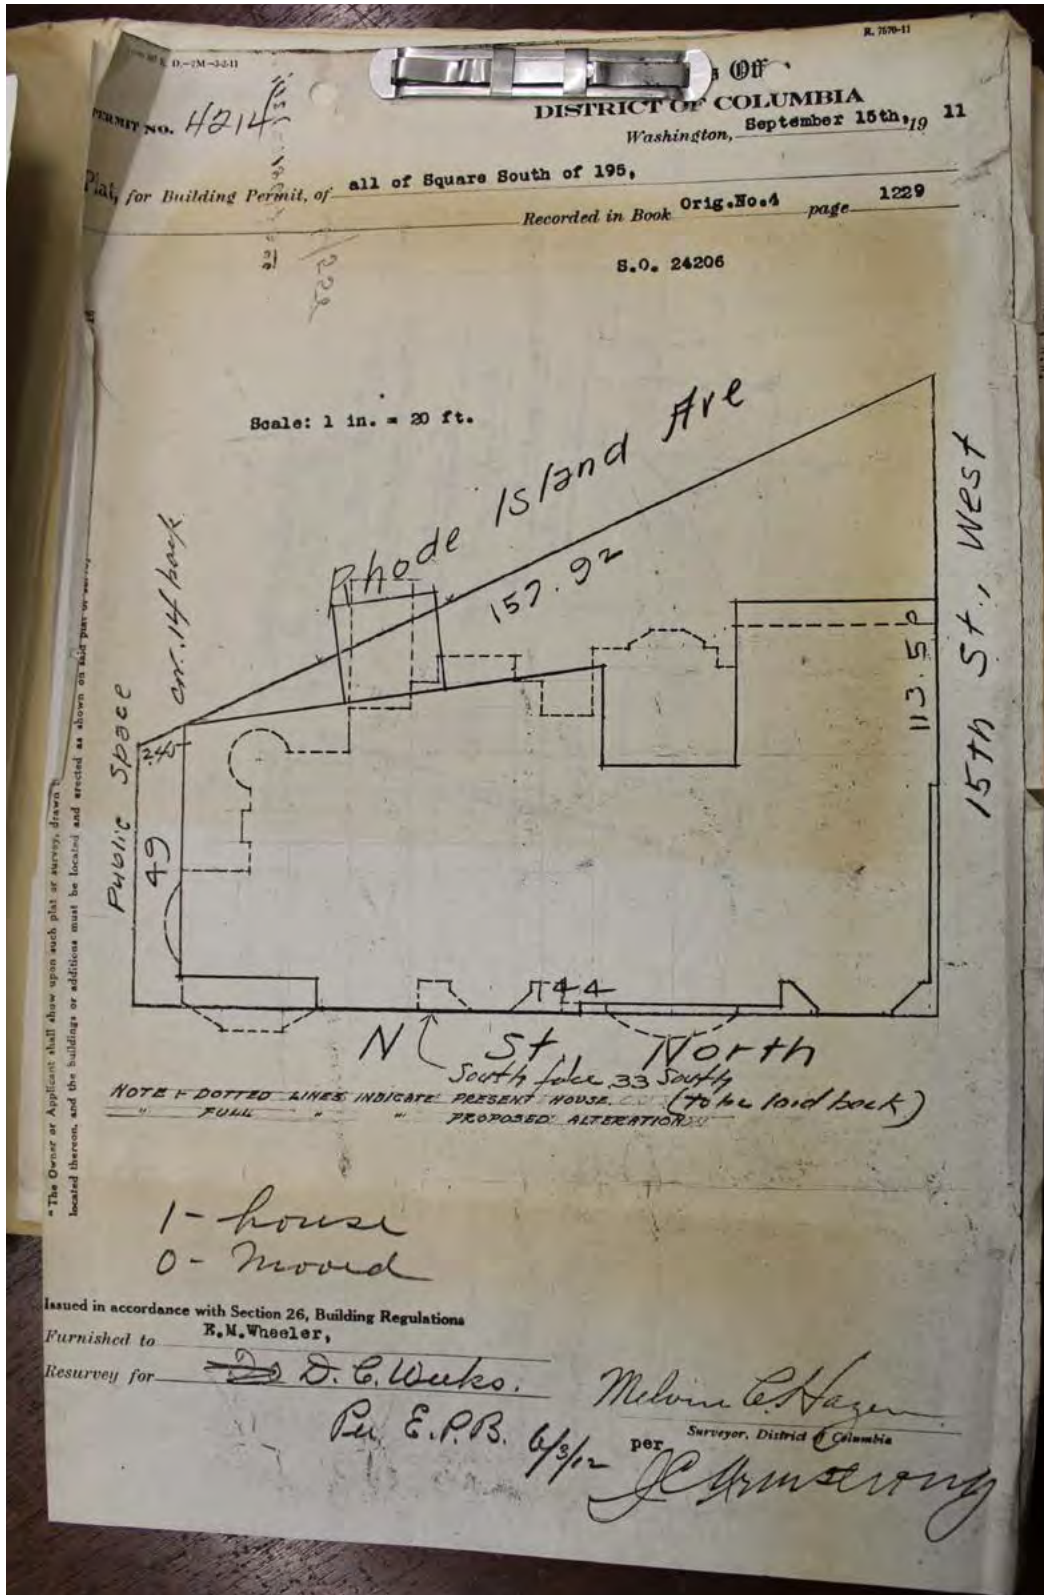 R. 7570-11
D.-2M-3-2-11
s Off
DISTRICT OF COLUMBIA
PERMIT NO. 4214
Washington, September 15th, 19 11
Plat, for Building Permit, of all of Square South of 195,
Recorded in Book Orig.No.4 page 1229
S.O. 24206
Scale: 1 in. = 20 ft.
Rhode Island Ave
157.92
cor. 14 back
Public Space
24
49
113.5
15th St., West
144
N St. North
South face .33 South
(to be laid back)
NOTE :- DOTTED LINES INDICATE PRESENT HOUSE.
" FULL " " PROPOSED ALTERATION
"The Owner or Applicant shall show upon such plat or survey, drawn
located thereon, and the buildings or additions must be located and erected as shown on said plat or
1 - house
0 - moved
Issued in accordance with Section 26, Building Regulations
Furnished to E.M.Wheeler,
Resurvey for D. C. Weeks.
Per E.P.B. 6/3/12
Melvin C. Hazen
Surveyor, District of Columbia
per J C Armstrong